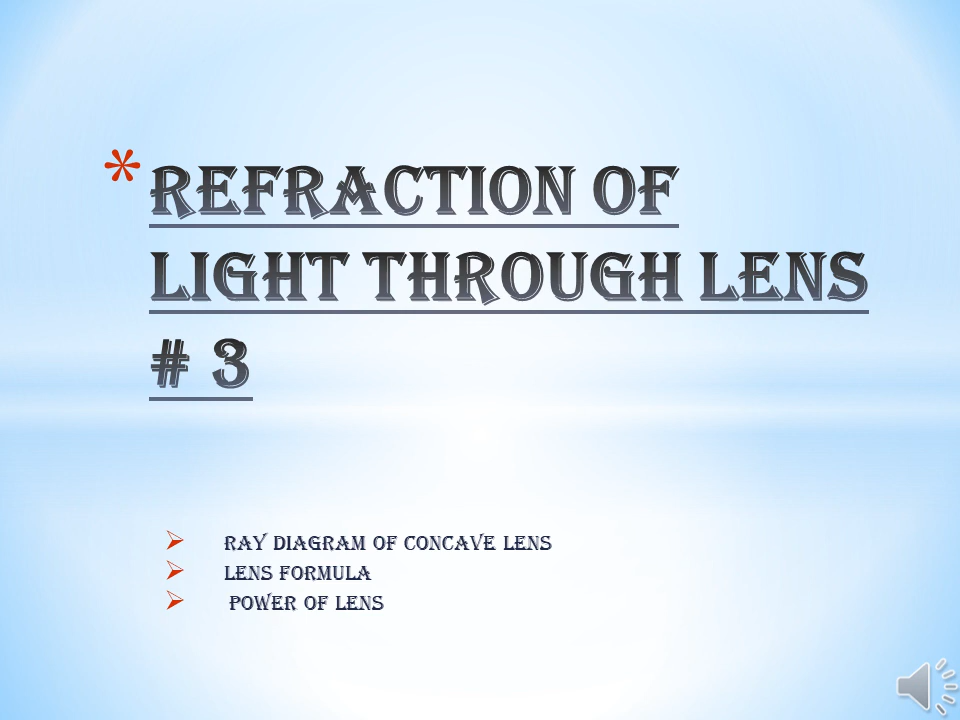 * REFRACTION OF
LIGHT THROUGH LENS
# 3
➢ RAY DIAGRAM OF CONCAVE LENS
➢ LENS FORMULA
➢ POWER OF LENS